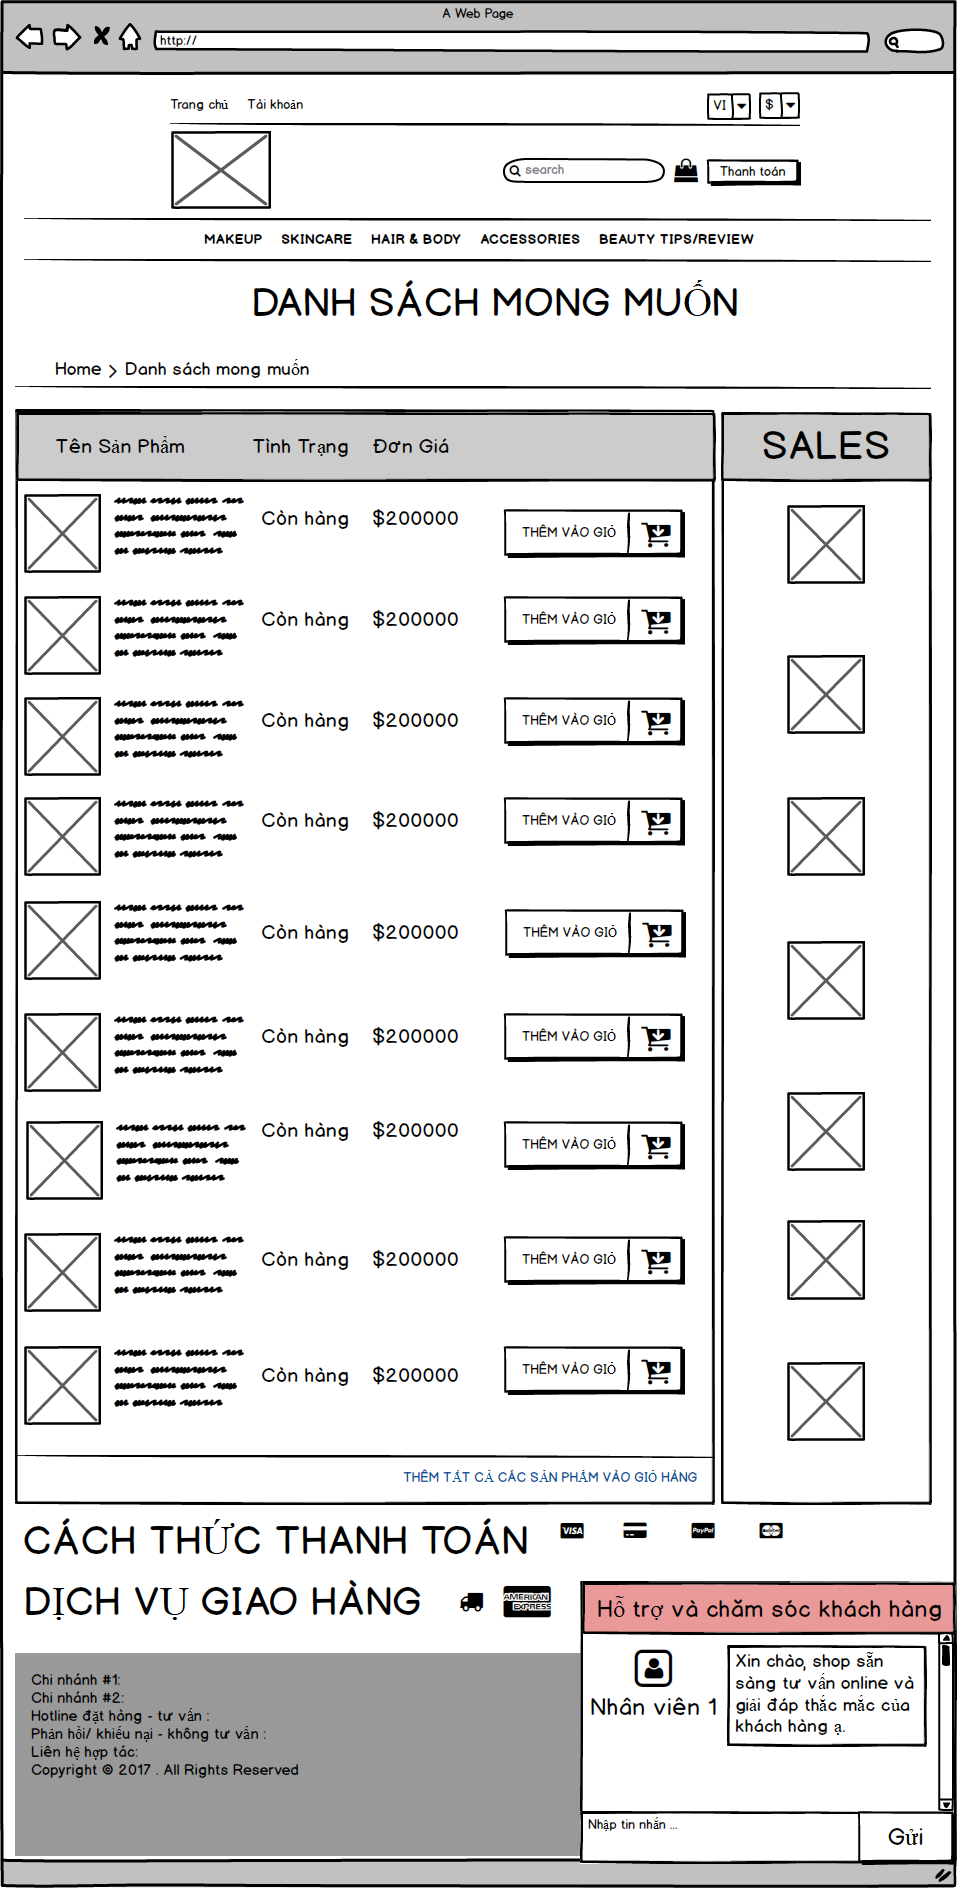 A Web Page
http://
Trang chủ Tài khoản VI $
search Thanh toán
MAKEUP SKINCARE HAIR & BODY ACCESSORIES BEAUTY TIPS/REVIEW
DANH SÁCH MONG MUỐN
Home > Danh sách mong muốn
Tên Sản Phẩm Tình Trạng Đơn Giá
SALES
Còn hàng $200000 THÊM VÀO GIỎ
Còn hàng $200000 THÊM VÀO GIỎ
Còn hàng $200000 THÊM VÀO GIỎ
Còn hàng $200000 THÊM VÀO GIỎ
Còn hàng $200000 THÊM VÀO GIỎ
Còn hàng $200000 THÊM VÀO GIỎ
Còn hàng $200000 THÊM VÀO GIỎ
Còn hàng $200000 THÊM VÀO GIỎ
Còn hàng $200000 THÊM VÀO GIỎ
THÊM TẤT CẢ CÁC SẢN PHẨM VÀO GIỎ HÀNG
CÁCH THỨC THANH TOÁN VISA PayPal
DỊCH VỤ GIAO HÀNG AMERICAN
EXPRESS
Chi nhánh #1:
Chi nhánh #2:
Hotline đặt hàng - tư vấn :
Phản hồi/ khiếu nại - không tư vấn :
Liên hệ hợp tác:
Copyright © 2017 . All Rights Reserved
Hỗ trợ và chăm sóc khách hàng
Nhân viên 1
Xin chào, shop sẵn
sàng tư vấn online và
giải đáp thắc mắc của
khách hàng ạ.
Nhập tin nhắn ...
Gửi